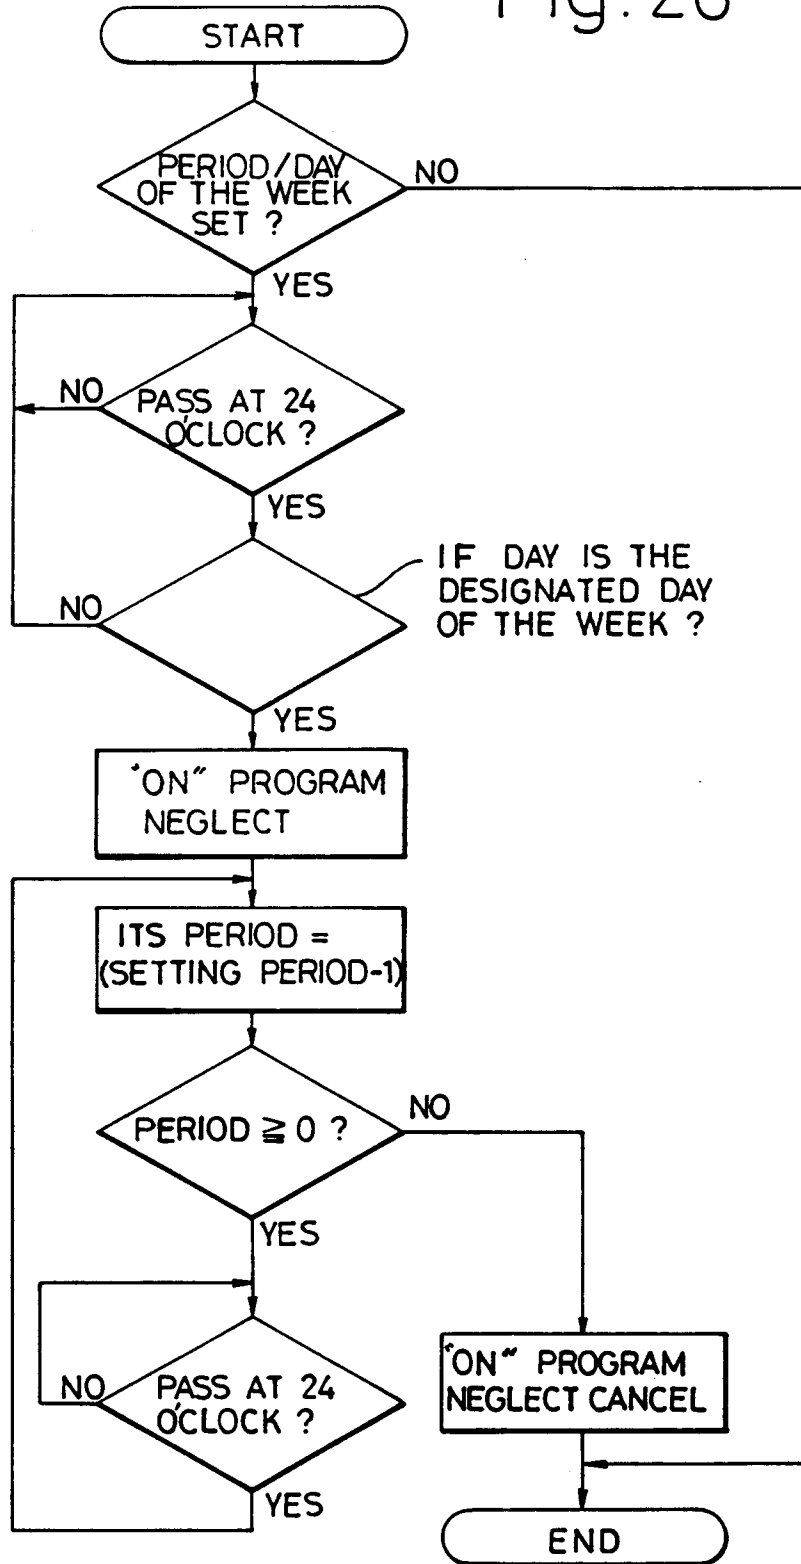 Fig. 26
START
PERIOD/DAY
OF THE WEEK
SET ?
NO
YES
NO
PASS AT 24
O'CLOCK ?
YES
IF DAY IS THE
DESIGNATED DAY
OF THE WEEK ?
NO
YES
"ON" PROGRAM
NEGLECT
ITS PERIOD =
(SETTING PERIOD-1)
PERIOD ≧ 0 ?
NO
YES
NO
PASS AT 24
O'CLOCK ?
YES
"ON" PROGRAM
NEGLECT CANCEL
END